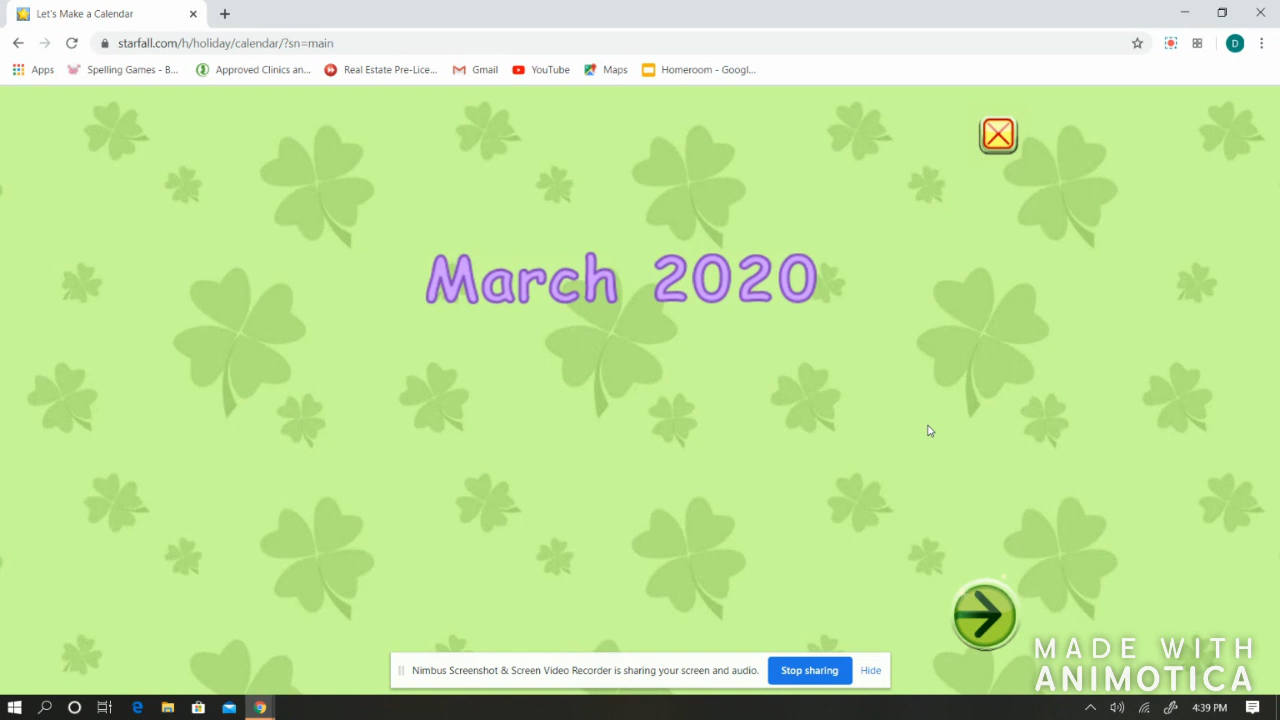 Let's Make a Calendar
starfall.com/h/holiday/calendar/?sn=main
D
Apps Spelling Games - B... Approved Clinics an... Real Estate Pre-Lice... Gmail YouTube Maps Homeroom - Googl...
March 2020
Nimbus Screenshot & Screen Video Recorder is sharing your screen and audio. Stop sharing Hide
MADE WITH
ANIMOTICA
4:39 PM